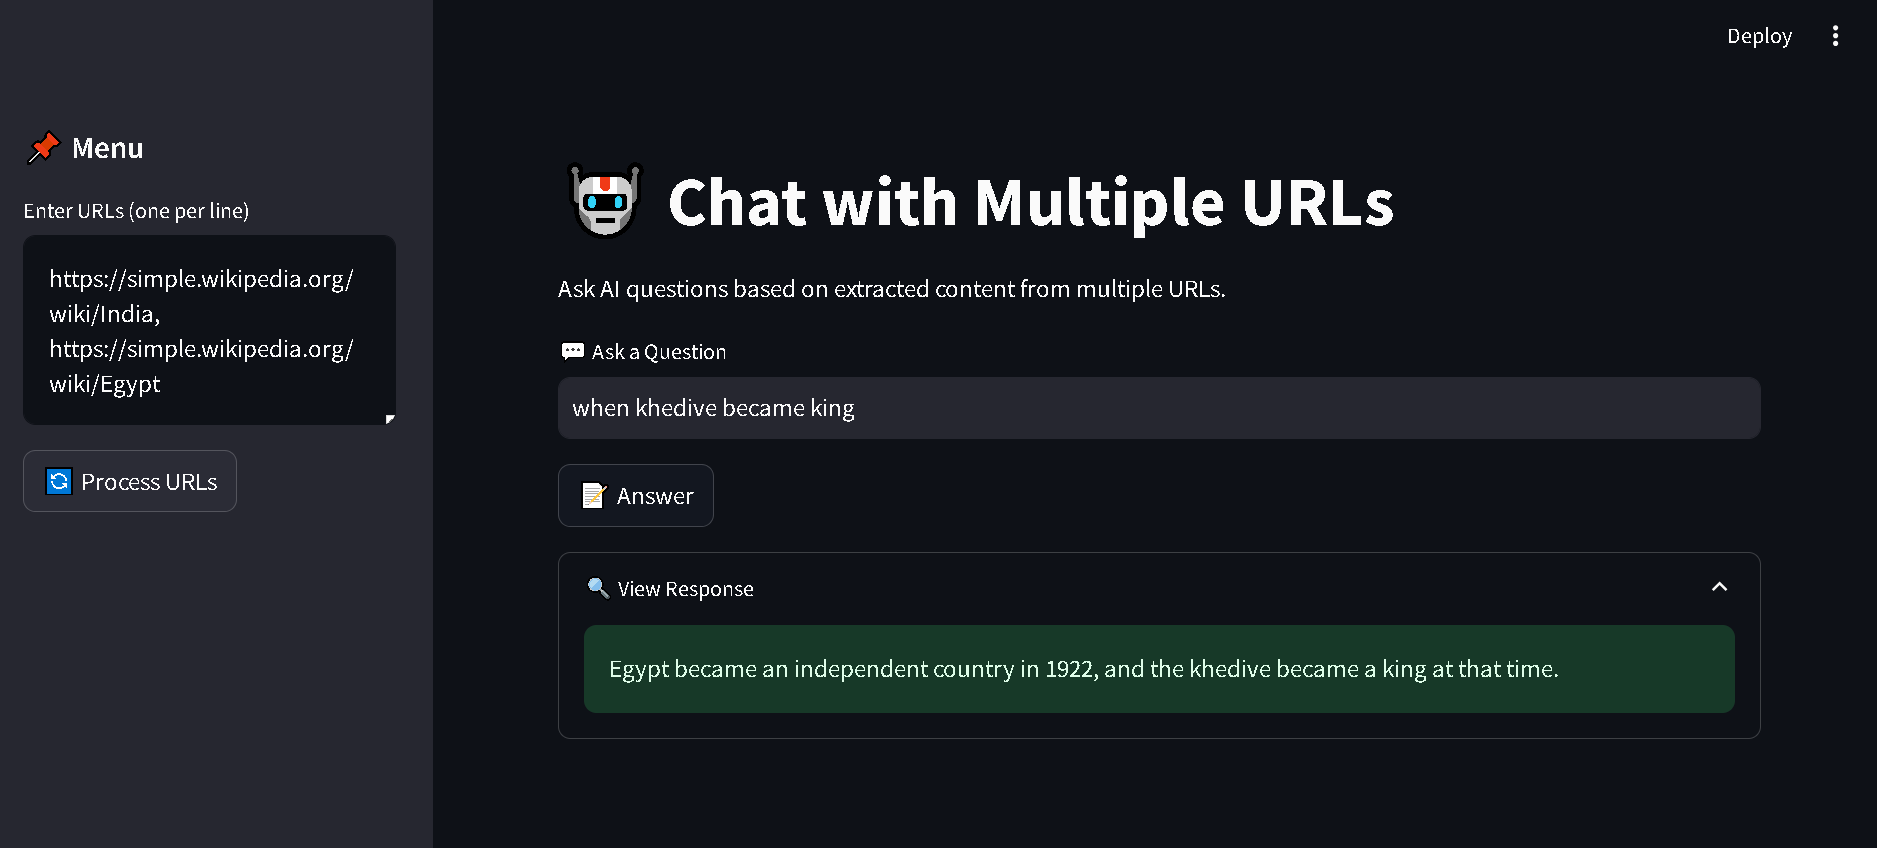 Deploy
Menu
Enter URLs (one per line)
https://simple.wikipedia.org/
wiki/India,
https://simple.wikipedia.org/
wiki/Egypt
Process URLs
Chat with Multiple URLs
Ask AI questions based on extracted content from multiple URLs.
Ask a Question
when khedive became king
Answer
View Response
Egypt became an independent country in 1922, and the khedive became a king at that time.